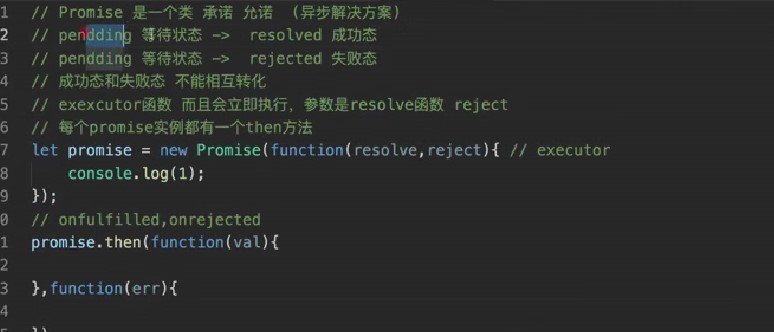 1 // Promise 是一个类 承诺 允诺 (异步解决方案)
2 // pendding 等待状态 -> resolved 成功态
3 // pendding 等待状态 -> rejected 失败态
4 // 成功态和失败态 不能相互转化
5 // exexcutor函数 而且会立即执行，参数是resolve函数 reject
6 // 每个promise实例都有一个then方法
7 let promise = new Promise(function(resolve,reject){ // executor
8 console.log(1);
9 });
0 // onfulfilled,onrejected
1 promise.then(function(val){
2
3 },function(err){
4